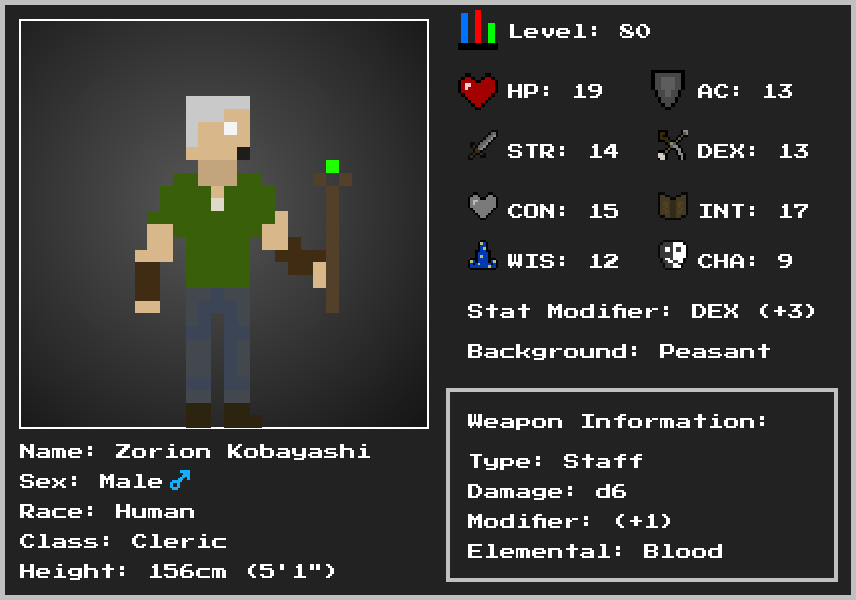 Level: 80
HP: 19
AC: 13
STR: 14
DEX: 13
CON: 15
INT: 17
WIS: 12
CHA: 9
Stat Modifier: DEX (+3)
Background: Peasant
Weapon Information:
Type: Staff
Damage: d6
Modifier: (+1)
Elemental: Blood
Name: Zorion Kobayashi
Sex: Male ♂
Race: Human
Class: Cleric
Height: 156cm (5'1")